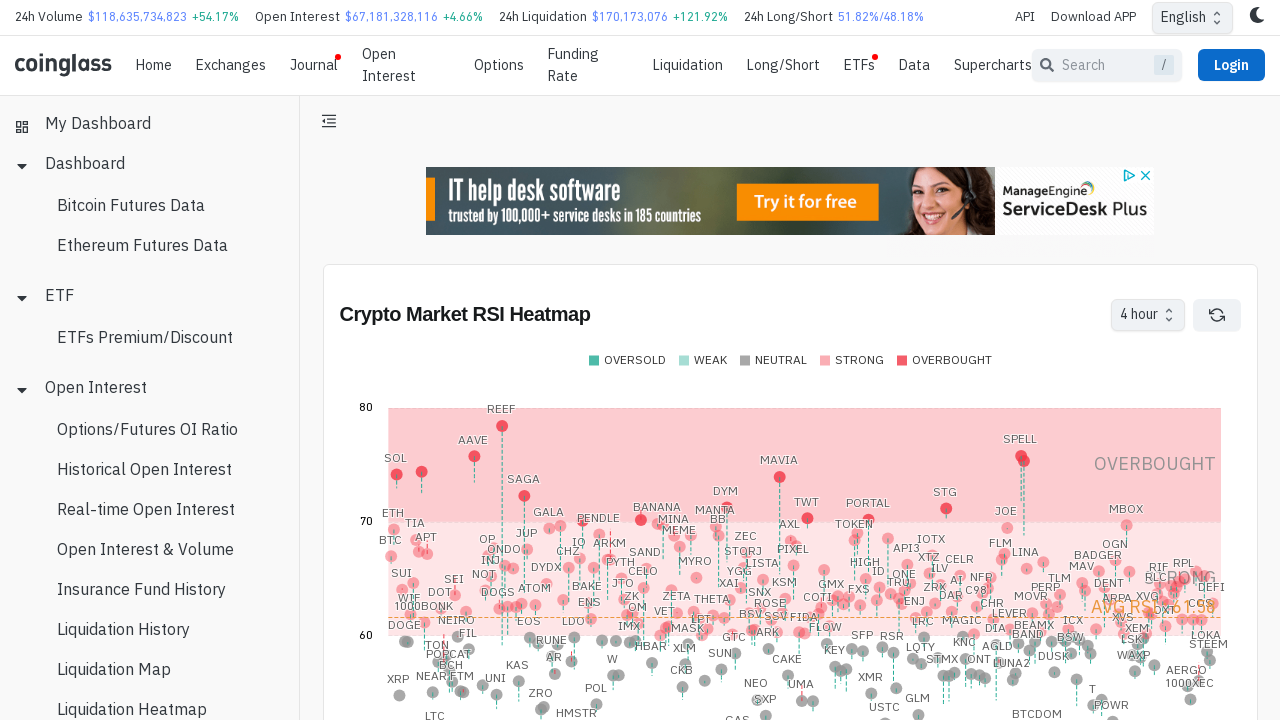 24h Volume $118,635,734,823 +54.17% Open Interest $67,181,328,116 +4.66% 24h Liquidation $170,173,076 +121.92% 24h Long/Short 51.82%/48.18% API Download APP English
coinglass Home Exchanges Journal Open Interest Options Funding Rate Liquidation Long/Short ETFs Data Supercharts Search / Login
My Dashboard
Dashboard
Bitcoin Futures Data
Ethereum Futures Data
ETF
ETFs Premium/Discount
Open Interest
Options/Futures OI Ratio
Historical Open Interest
Real-time Open Interest
Open Interest & Volume
Insurance Fund History
Liquidation History
Liquidation Map
Liquidation Heatmap
IT help desk software
trusted by 100,000+ service desks in 185 countries
Try it for free
ManageEngine
ServiceDesk Plus
Crypto Market RSI Heatmap
4 hour
OVERSOLD WEAK NEUTRAL STRONG OVERBOUGHT
80
REEF
AAVE
SPELL
SOL
MAVIA
OVERBOUGHT
SAGA
DYM
STG
TWT
PORTAL
BANANA
MANTA
MBOX
ETH
GALA
JOE
70
PENDLE
MINA
BB
TIA
AXL
TOKEN
MEME
BTC
APT
JUP
OP
IQ
ARKM
ZEC
IOTX
FLM
OGN
ONDO
CHZ
SAND
STORJ
PIXEL
API3
LINA
BADGER
INJ
PYTH
MYRO
LISTA
HIGH
XTZ
CELR
MAV
RIF
RPL
SUI
NOT
DYDX
CELO
YGG
ID
ONE
ILV
NFP
TLM
STRONG
SEI
JTO
XAI
KSM
GMX
TRU
AI
PERP
DENT
DEFI
WIF
DOT
ATOM
BAKE
ZK
ZETA
THETA
SNX
COTI
ZRX
DAR
C98
MOVR
ARPA
XVG
1000BONK
ENS
OM
VET
ROSE
ENJ
CHR
LEVER
DOGE
NEIRO
EOS
LDO
IMX
MASK
SSV
FIDA
FLOW
LRC
MAGIC
DIA
BEAMX
ICX
XVS
XEM
FIL
RUNE
HBAR
GTC
ARK
SFP
RSR
KNC
BAND
BSW
LSK
LOKA
60
TON
POPCAT
AR
W
XLM
SUN
CAKE
KEY
LQTY
STMX
ONT
AGLD
LUNA2
DUSK
WAXP
STEEM
BCH
KAS
CKB
AERGO
XRP
NEAR
FTM
UNI
POL
NEO
UMA
XMR
T
1000XEC
ZRO
GLM
POWR
LTC
HMSTR
USTC
BTCDOM